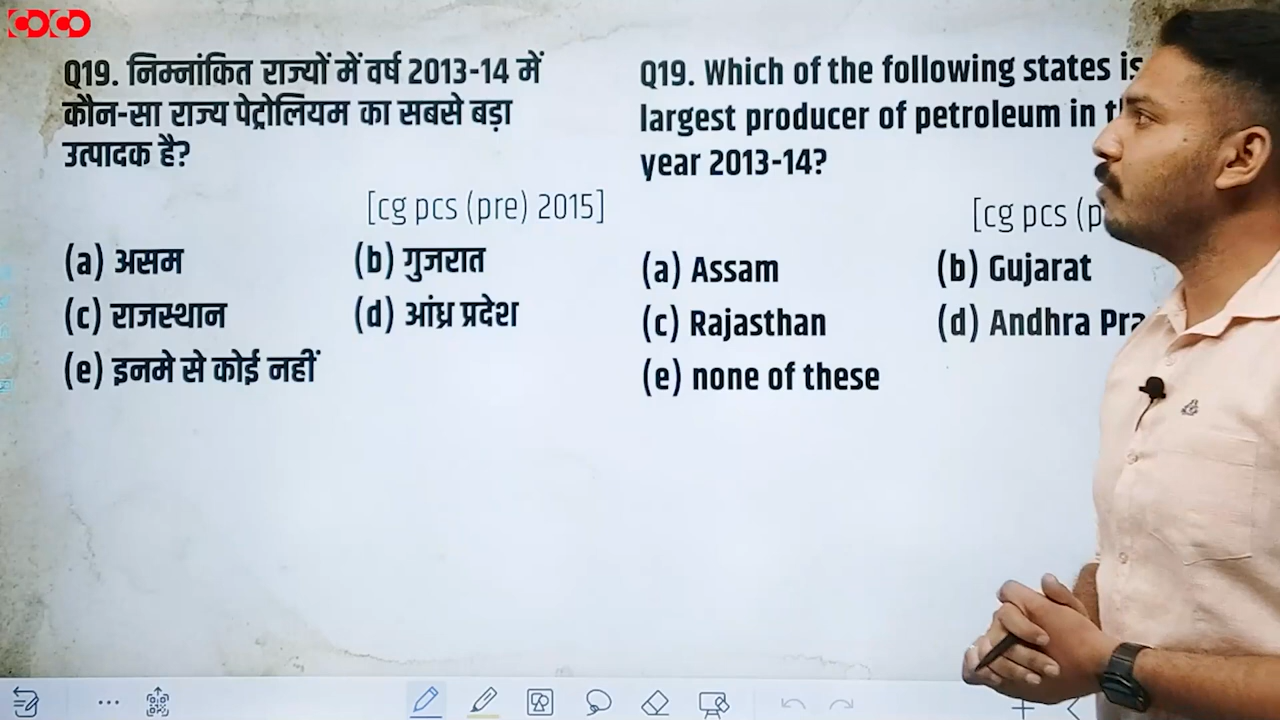 Q19. निम्नांकित राज्यों में वर्ष 2013-14 में
कौन-सा राज्य पेट्रोलियम का सबसे बड़ा
उत्पादक है?
[cg pcs (pre) 2015]
(a) असम
(b) गुजरात
(c) राजस्थान
(d) आंध्र प्रदेश
(e) इनमे से कोई नहीं
Q19. Which of the following states is
largest producer of petroleum in
year 2013-14?
[cg pcs
(a) Assam
(b) Gujarat
(c) Rajasthan
(d) Andhra
(e) none of these